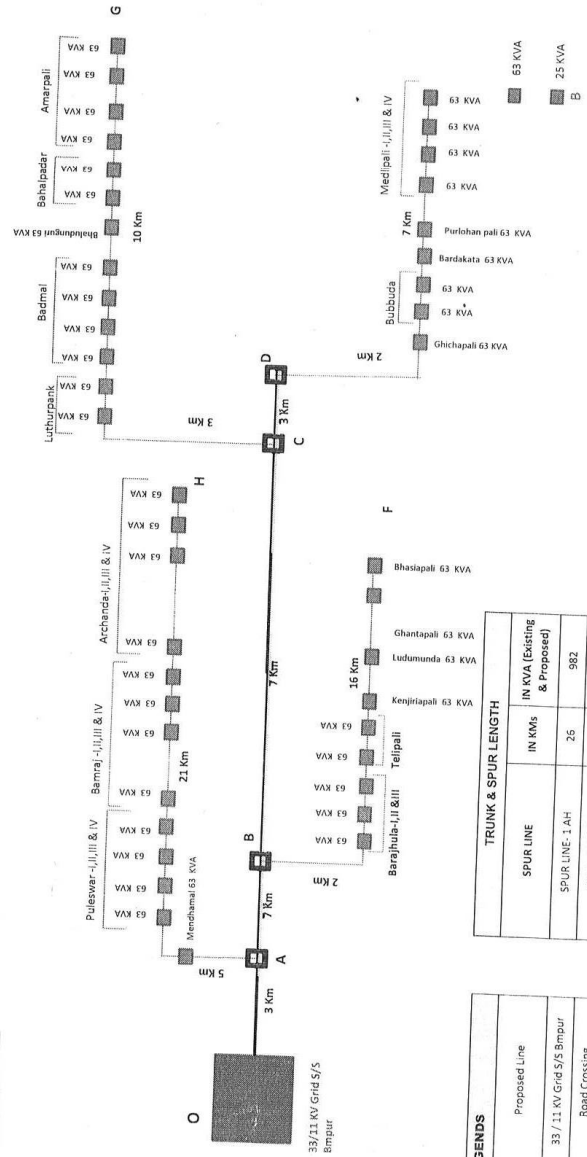 G
Amarpali
63 KVA
63 KVA
63 KVA
63 KVA
Bahalpadar
63 KVA
63 KVA
Bhaludunguri 63 KVA
10 Km
Badmal
63 KVA
63 KVA
63 KVA
63 KVA
Luthurpank
63 KVA
63 KVA
3 Km
Archanda-I,II,III & IV
H
63 KVA
63 KVA
63 KVA
63 KVA
Bamraj -I,II,III & IV
63 KVA
63 KVA
63 KVA
63 KVA
21 Km
Puleswar -I,II,III & IV
63 KVA
63 KVA
63 KVA
63 KVA
Mendhamal 63 KVA
5 Km
O
33/11 KV Grid S/S
Bmpur
3 Km
A
7 Km
B
7 Km
C
3 Km
D
2 Km
Ghichapali 63 KVA
Bubbuda
63 KVA
63 KVA
Bardakata 63 KVA
Purlohan pali 63 KVA
7 Km
Medlipali -I,II,III & IV
63 KVA
63 KVA
63 KVA
63 KVA
63 KVA
25 KVA
B
2 Km
Barajhula-I,II &III
63 KVA
63 KVA
63 KVA
Telipali
63 KVA
63 KVA
16 Km
Kenjiriapali 63 KVA
Ludumunda 63 KVA
Ghantapali 63 KVA
Bhasiapali 63 KVA
F
TRUNK & SPUR LENGTH
SPUR LINE
IN KMs
IN KVA (Existing
& Proposed)
SPUR LINE- 1 AH
26
982
GENDS
Proposed Line
33 / 11 KV Grid S/S Bmpur
Road Crossing